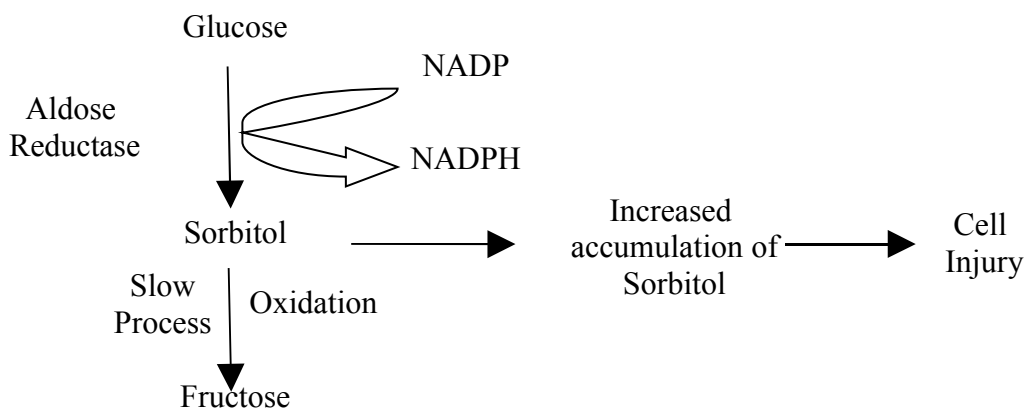 Glucose
NADP
Aldose
Reductase
NADPH
Sorbitol
Increased
accumulation of
Sorbitol
Cell
Injury
Slow
Process
Oxidation
Fructose